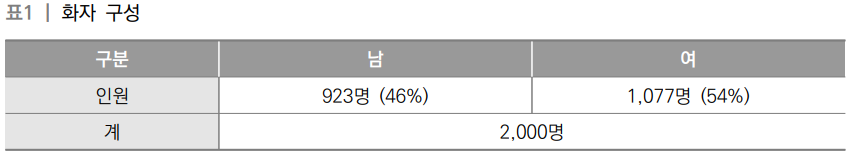 표1 | 화자 구성
구분 남 여
인원 923명 (46%) 1,077명 (54%)
계 2,000명